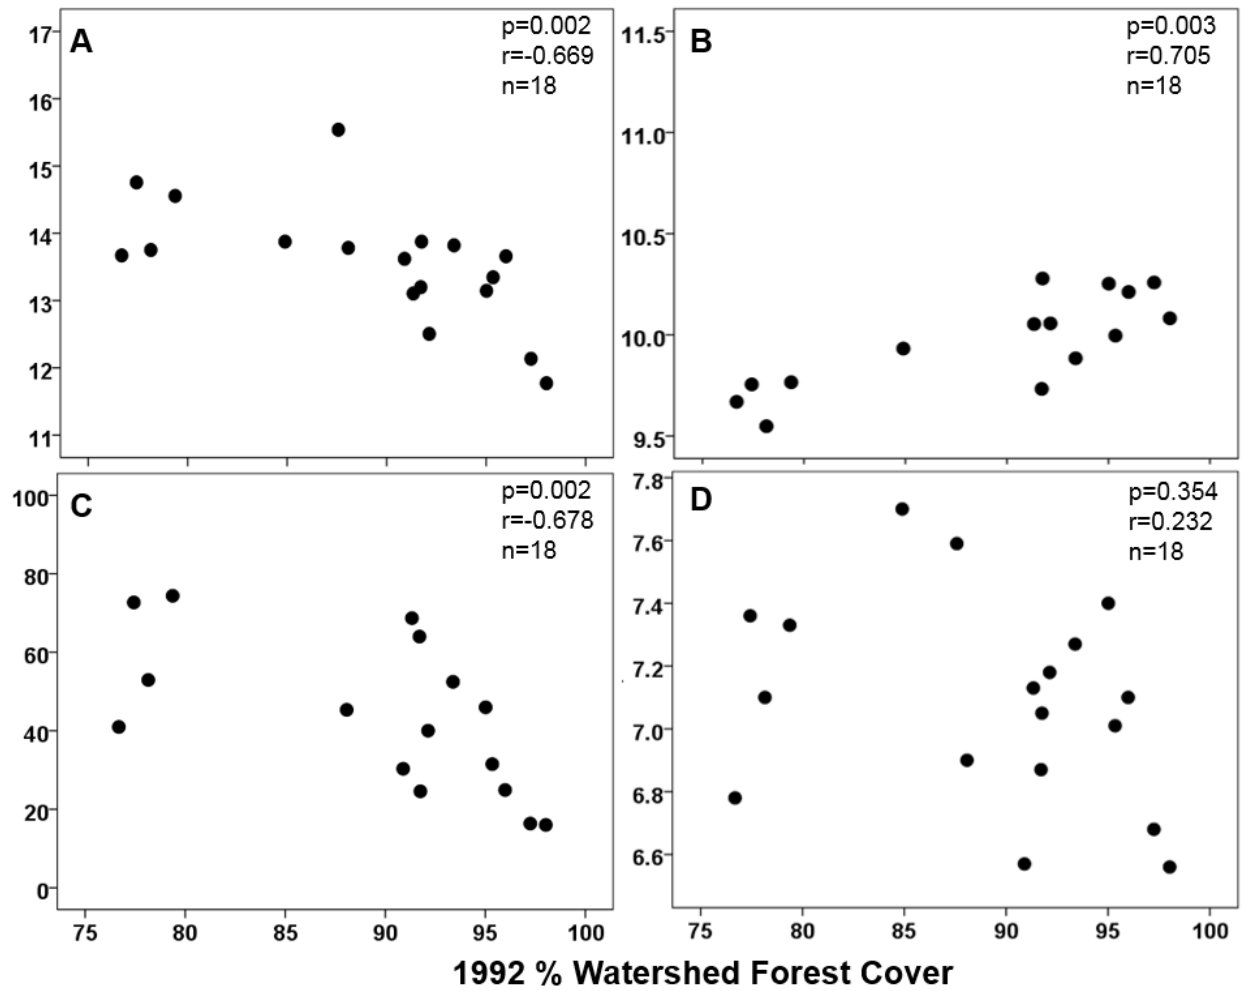 A
p=0.002
r=-0.669
n=18
17
16
15
14
13
12
11
B
p=0.003
r=0.705
n=18
11.5
11.0
10.5
10.0
9.5
C
p=0.002
r=-0.678
n=18
100
80
60
40
20
0
75 80 85 90 95 100
D
p=0.354
r=0.232
n=18
7.8
7.6
7.4
7.2
7.0
6.8
6.6
75 80 85 90 95 100
1992 % Watershed Forest Cover